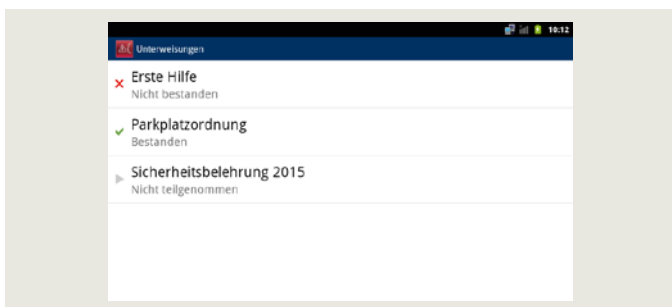 10:12
Unterweisungen
Erste Hilfe
Nicht bestanden
Parkplatzordnung
Bestanden
Sicherheitsbelehrung 2015
Nicht teilgenommen